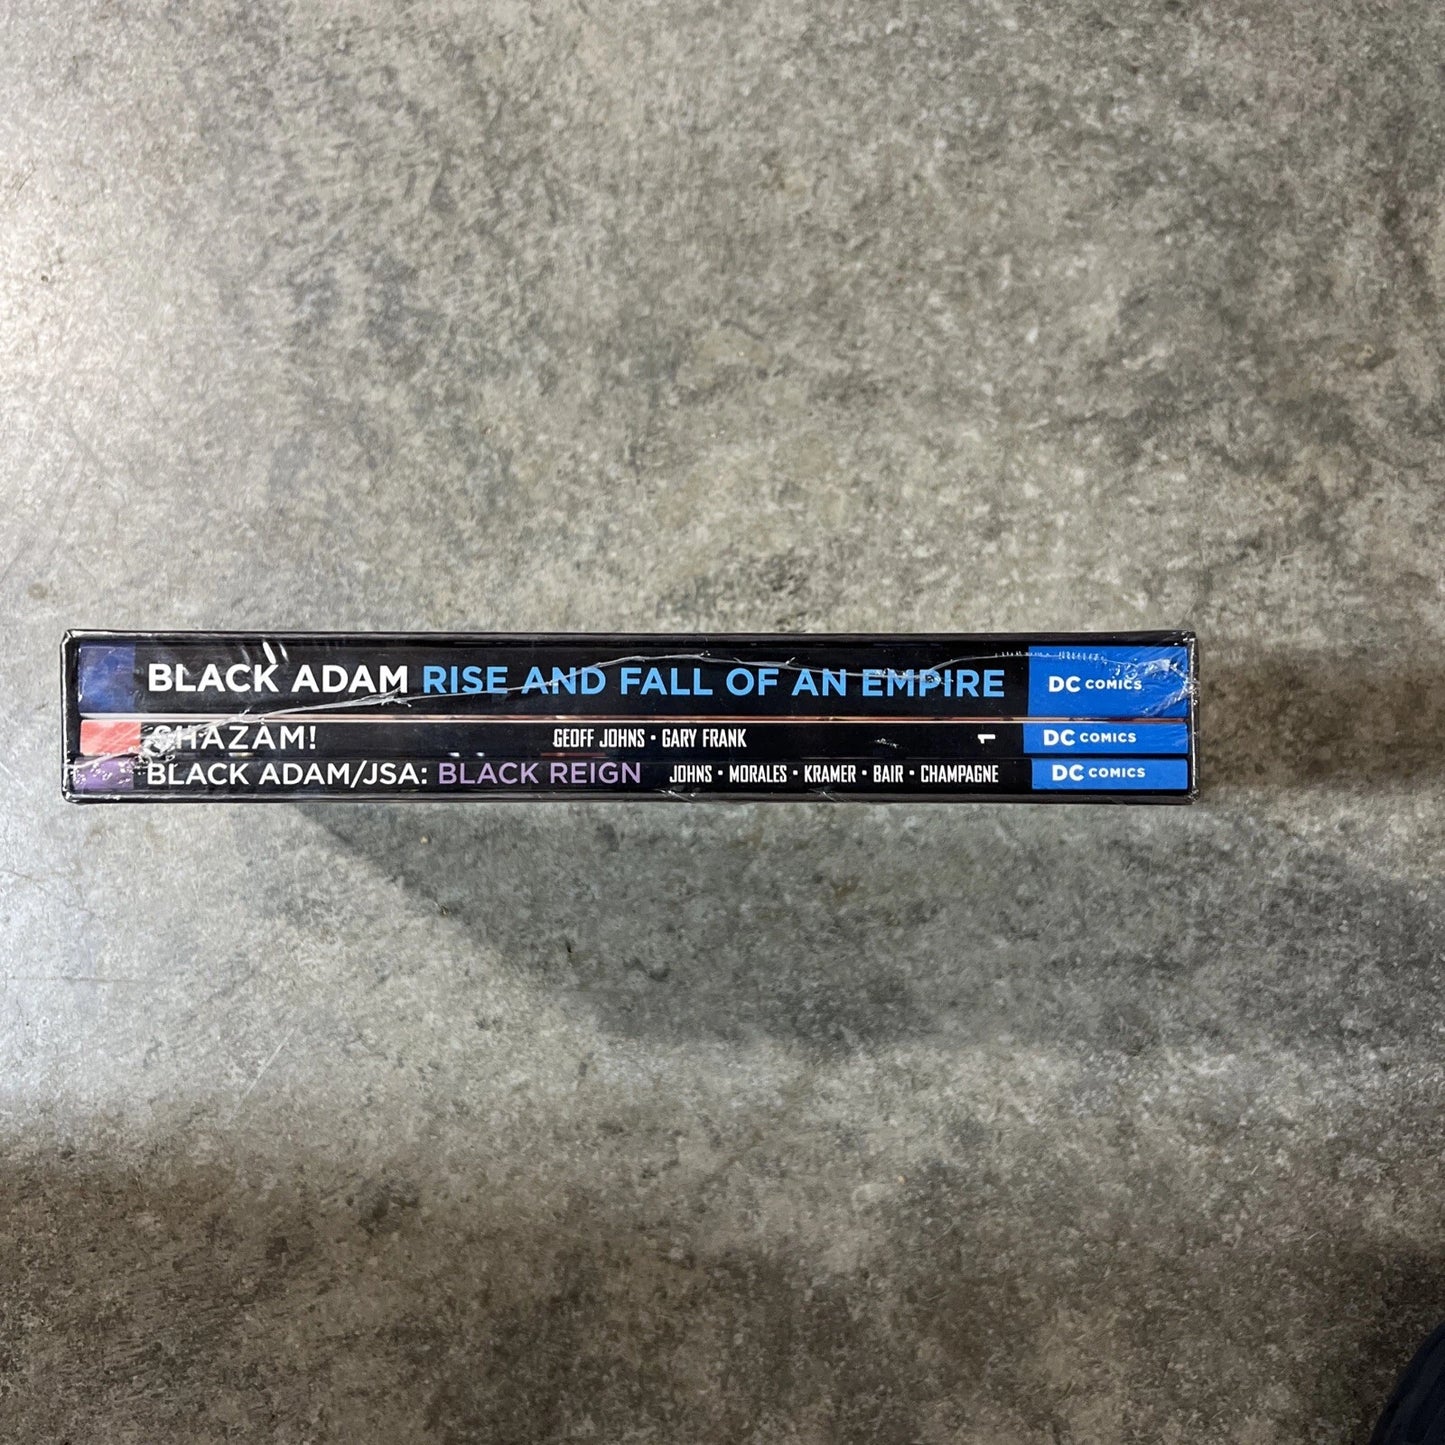 BLACK ADAM RISE AND FALL OF AN EMPIRE DC COMICS
SHAZAM! GEOFF JOHNS • GARY FRANK 1 DC COMICS
BLACK ADAM/JSA: BLACK REIGN JOHNS • MORALES • KRAMER • BAIR • CHAMPAGNE DC COMICS